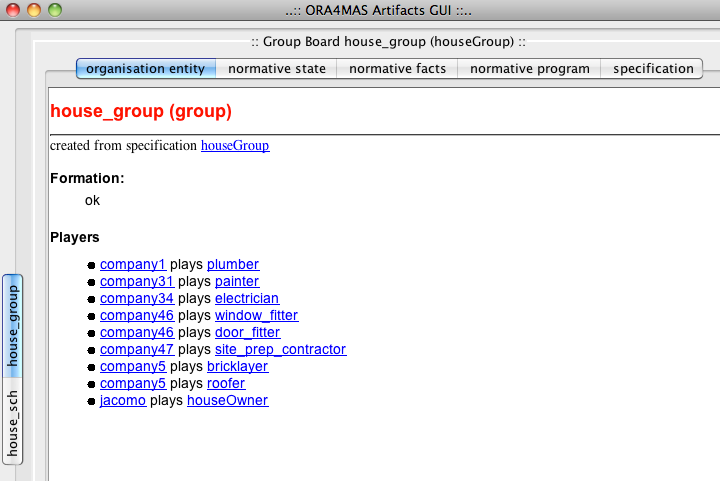 ..:: ORA4MAS Artifacts GUI ::..
:: Group Board house_group (houseGroup) ::
organisation entity normative state normative facts normative program specification
house_group (group)
created from specification houseGroup
Formation:
ok
Players
company1 plays plumber
company31 plays painter
company34 plays electrician
company46 plays window_fitter
company46 plays door_fitter
company47 plays site_prep_contractor
company5 plays bricklayer
company5 plays roofer
jacomo plays houseOwner
house_group
house_sch